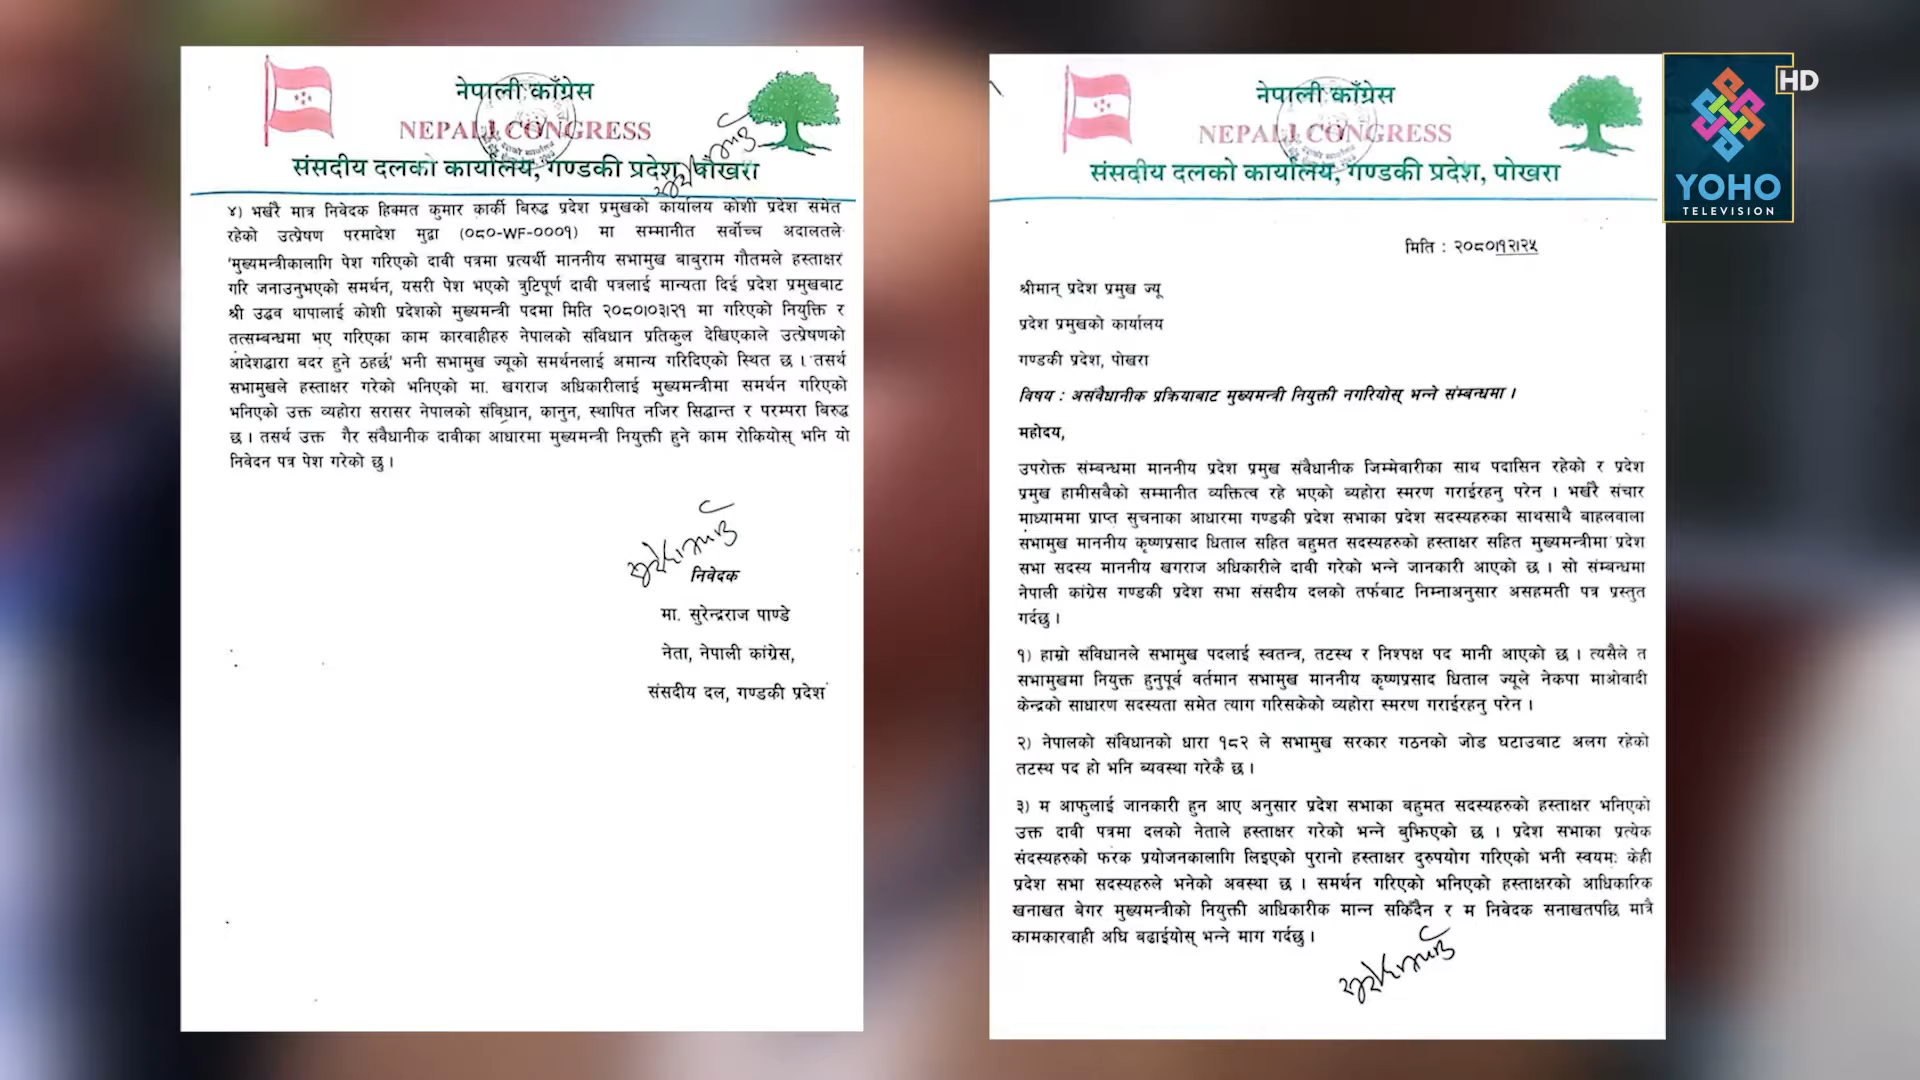 नेपाली काँग्रेस
NEPALI CONGRESS
संसदीय दलको कार्यालय, गण्डकी प्रदेश, पोखरा
४) भर्खरै मात्र निवेदक हिक्मत कुमार कार्की बिरुद्ध प्रदेश प्रमुखको कार्यालय कोशी प्रदेश समेत
रहेको उत्प्रेषण परमादेश मुद्वा (०८०-WF-०००१) मा सम्मानीत सर्वोच्च अदालतले
'मुख्यमन्त्रीकालागि पेश गरिएको दावी पत्रमा प्रत्यर्थी माननीय सभामुख बाबुराम गौतमले हस्ताक्षर
गरि जनाउनुभएको समर्थन, यसरी पेश भएको त्रुटिपूर्ण दावी पत्रलाई मान्यता दिई प्रदेश प्रमुखबाट
श्री उद्धव थापालाई कोशी प्रदेशको मुख्यमन्त्री पदमा मिति २०८०।०३।२१ मा गरिएको नियुक्ति र
तत्सम्बन्धमा भए गरिएका काम कारवाहीहरु नेपालको संविधान प्रतिकुल देखिएकाले उत्प्रेषणको
आदेशद्वारा बदर हुने ठहर्छ' भनी सभामुख ज्यूको समर्थनलाई अमान्य गरिदिएको स्थित छ । तसर्थ
सभामुखले हस्ताक्षर गरेको भनिएको मा. खगराज अधिकारीलाई मुख्यमन्त्रीमा समर्थन गरिएको
भनिएको उक्त व्यहोरा सरासर नेपालको संविधान, कानुन, स्थापित नजिर सिद्धान्त र परम्परा बिरुद्ध
छ । तसर्थ उक्त गैर संवैधानीक दावीका आधारमा मुख्यमन्त्री नियुक्ती हुने काम रोकियोस् भनि यो
निवेदन पत्र पेश गरेको छु ।
निवेदक
मा. सुरेन्द्रराज पाण्डे
नेता, नेपाली कांग्रेस,
संसदीय दल, गण्डकी प्रदेश
नेपाली काँग्रेस
NEPALI CONGRESS
संसदीय दलको कार्यालय, गण्डकी प्रदेश, पोखरा
मिति : २०८०।१२।२५
श्रीमान् प्रदेश प्रमुख ज्यू
प्रदेश प्रमुखको कार्यालय
गण्डकी प्रदेश, पोखरा
विषय : असंवैधानीक प्रक्रियाबाट मुख्यमन्त्री नियुक्ती नगरियोस् भन्ने संम्बन्धमा ।
महोदय,
उपरोक्त संम्बन्धमा माननीय प्रदेश प्रमुख संवैधानीक जिम्मेवारीका साथ पदासिन रहेको र प्रदेश
प्रमुख हामीसबैको सम्मानीत व्यक्तित्व रहे भएको ब्यहोरा स्मरण गराईरहनु परेन । भर्खरै संचार
माध्याममा प्राप्त सुचनाका आधारमा गण्डकी प्रदेश सभाका प्रदेश सदस्यहरुका साथसाथै बाहलवाला
सभामुख माननीय कृष्णप्रसाद धिताल सहित बहुमत सदस्यहरुको हस्ताक्षर सहित मुख्यमन्त्रीमा प्रदेश
सभा सदस्य माननीय खगराज अधिकारीले दावी गरेको भन्ने जानकारी आएको छ । सो संम्बन्धमा
नेपाली कांग्रेस गण्डकी प्रदेश सभा संसदीय दलको तर्फबाट निम्नाअनुसार असहमती पत्र प्रस्तुत
गर्दछु ।
१) हाम्रो संविधानले सभामुख पदलाई स्वतन्त्र, तटस्थ र निश्पक्ष पद मानी आएको छ । त्यसैले त
सभामुखमा नियुक्त हुनुपूर्व वर्तमान सभामुख माननीय कृष्णप्रसाद धिताल ज्यूले नेकपा माओवादी
केन्द्रको साधारण सदस्यता समेत त्याग गरिसकेको व्यहोरा स्मरण गराईरहनु परेन ।
२) नेपालको संविधानको धारा १८२ ले सभामुख सरकार गठनको जोड घटाउबाट अलग रहेको
तटस्थ पद हो भनि ब्यवस्था गरेकै छ ।
३) म आफुलाई जानकारी हुन आए अनुसार प्रदेश सभाका बहुमत सदस्यहरुको हस्ताक्षर भनिएको
उक्त दावी पत्रमा दलको नेताले हस्ताक्षर गरेको भन्ने बुझिएको छ । प्रदेश सभाका प्रत्येक
संदस्यहरुको फरक प्रयोजनकालागि लिइएको पुरानो हस्ताक्षर दुरुपयोग गरिएको भनी स्वयमः केही
प्रदेश सभा सदस्यहरुले भनेको अवस्था छ । समर्थन गरिएको भनिएको हस्ताक्षरको आधिकारिक
खनाखत बेगर मुख्यमन्त्रीको नियुक्ती आधिकारीक मान्न सकिँदैन र म निवेदक सनाखतपछि मात्रै
कामकारवाही अघि बढाईयोस् भन्ने माग गर्दछु ।
YOHO
TELEVISION
HD